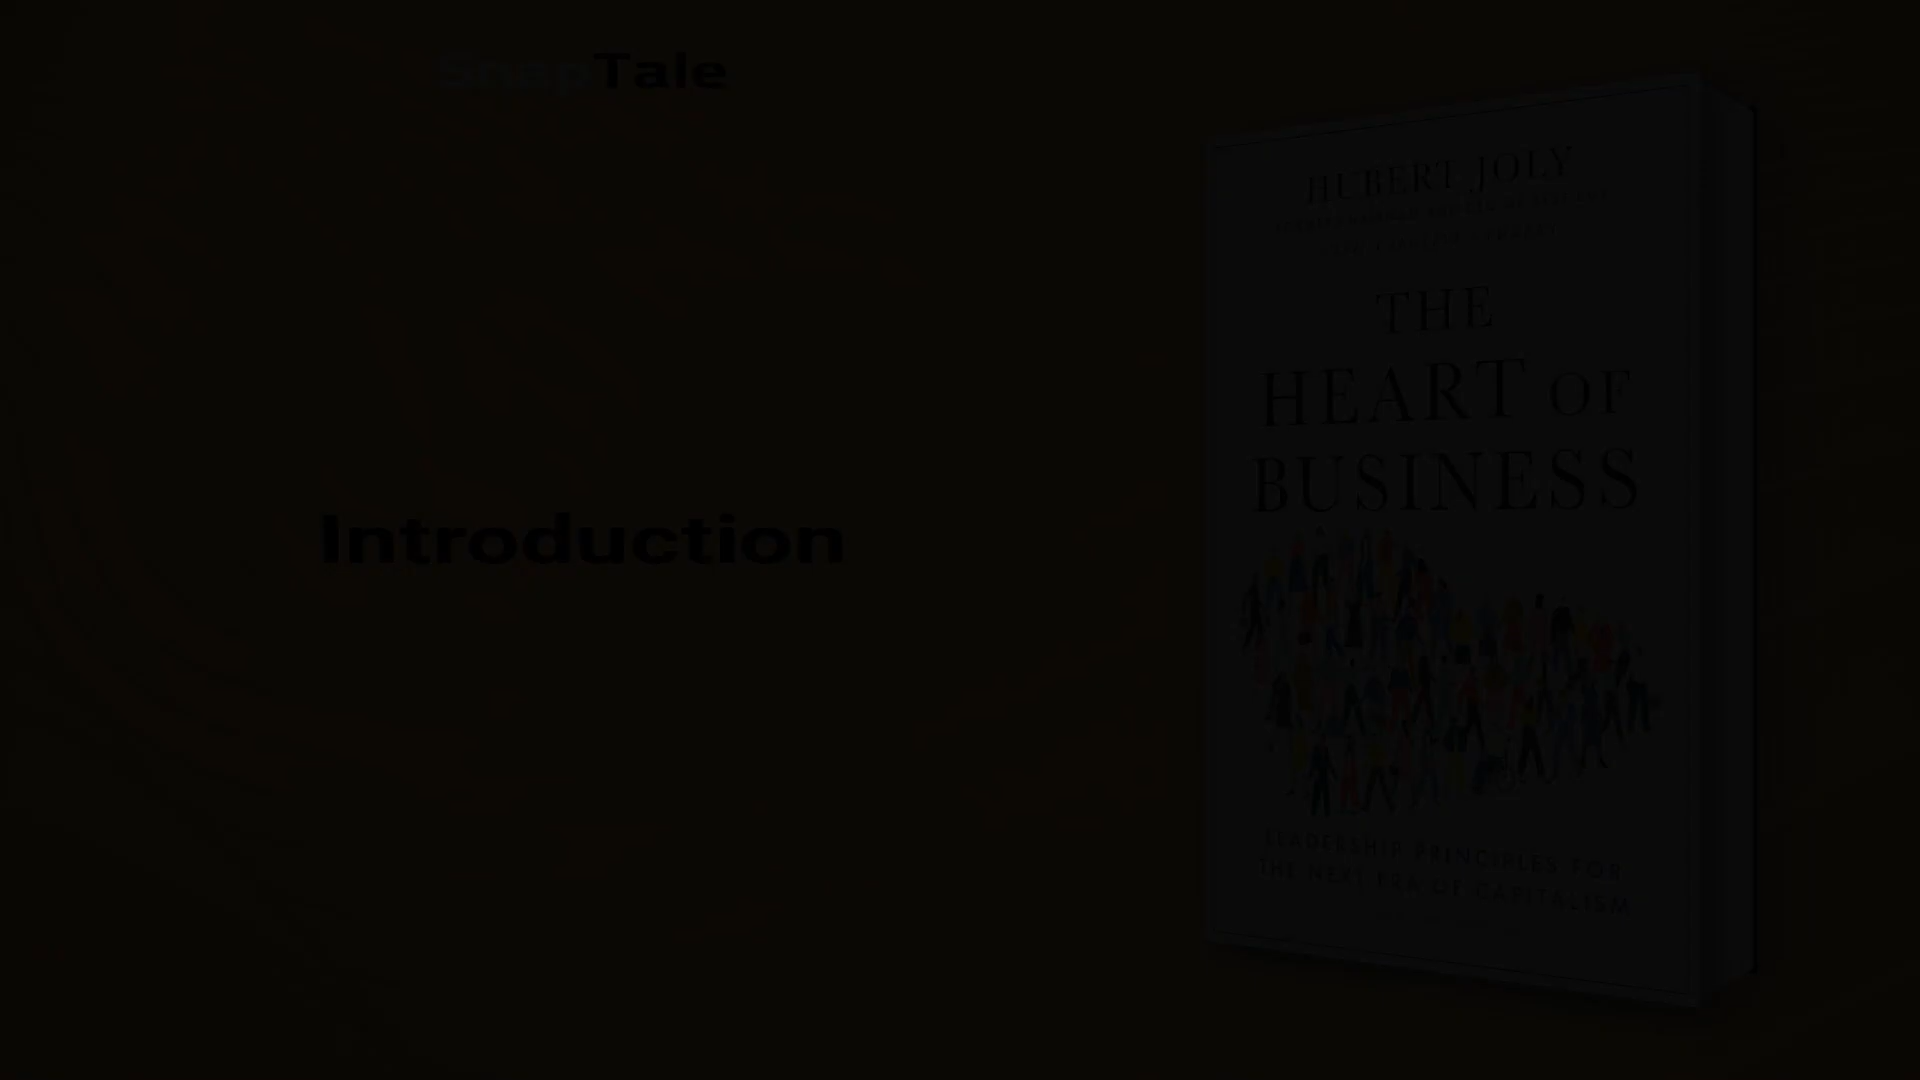 SnapTale
Introduction
HUBERT JOLY
THE
HEART OF
BUSINESS
LEADERSHIP PRINCIPLES FOR
THE NEXT ERA OF CAPITALISM